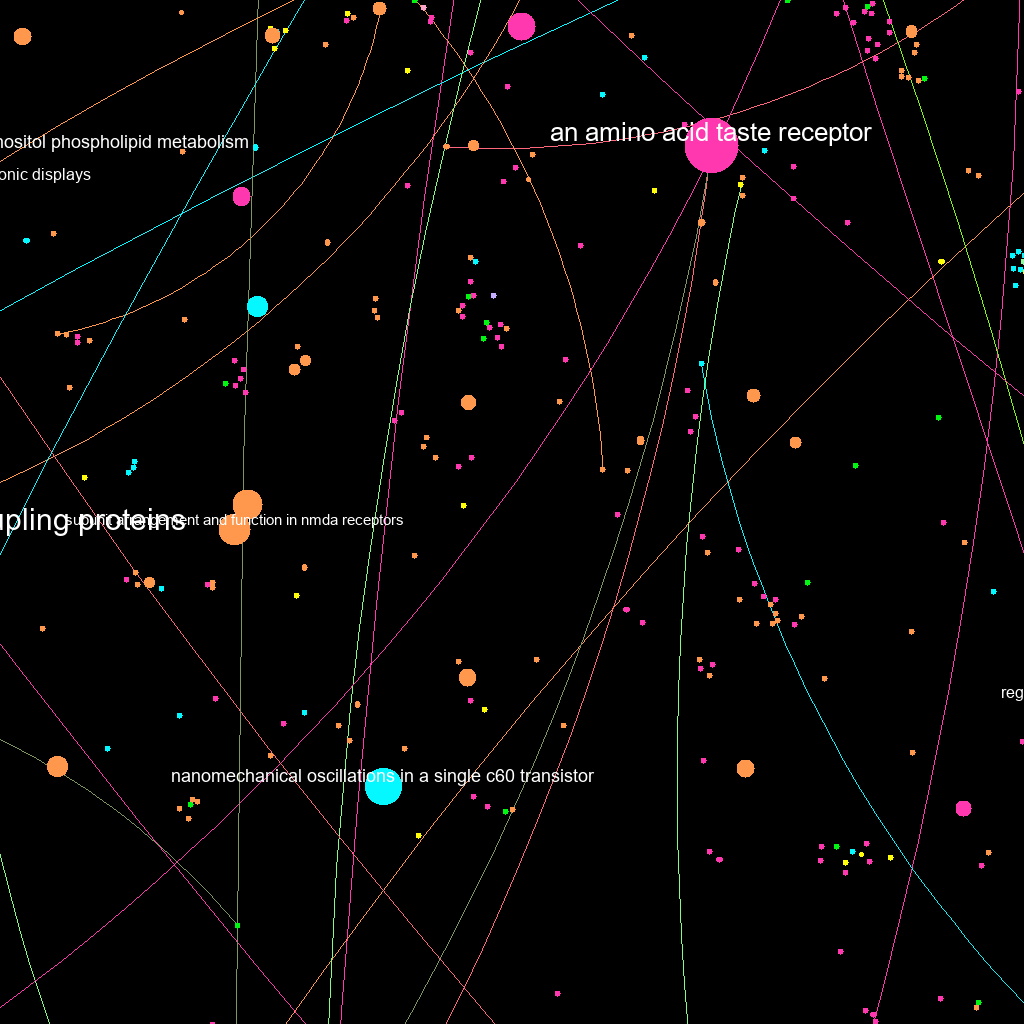 an amino acid taste receptor
nositol phospholipid metabolism
onic displays
upling proteins
subunit arrangement and function in nmda receptors
reg
nanomechanical oscillations in a single c60 transistor